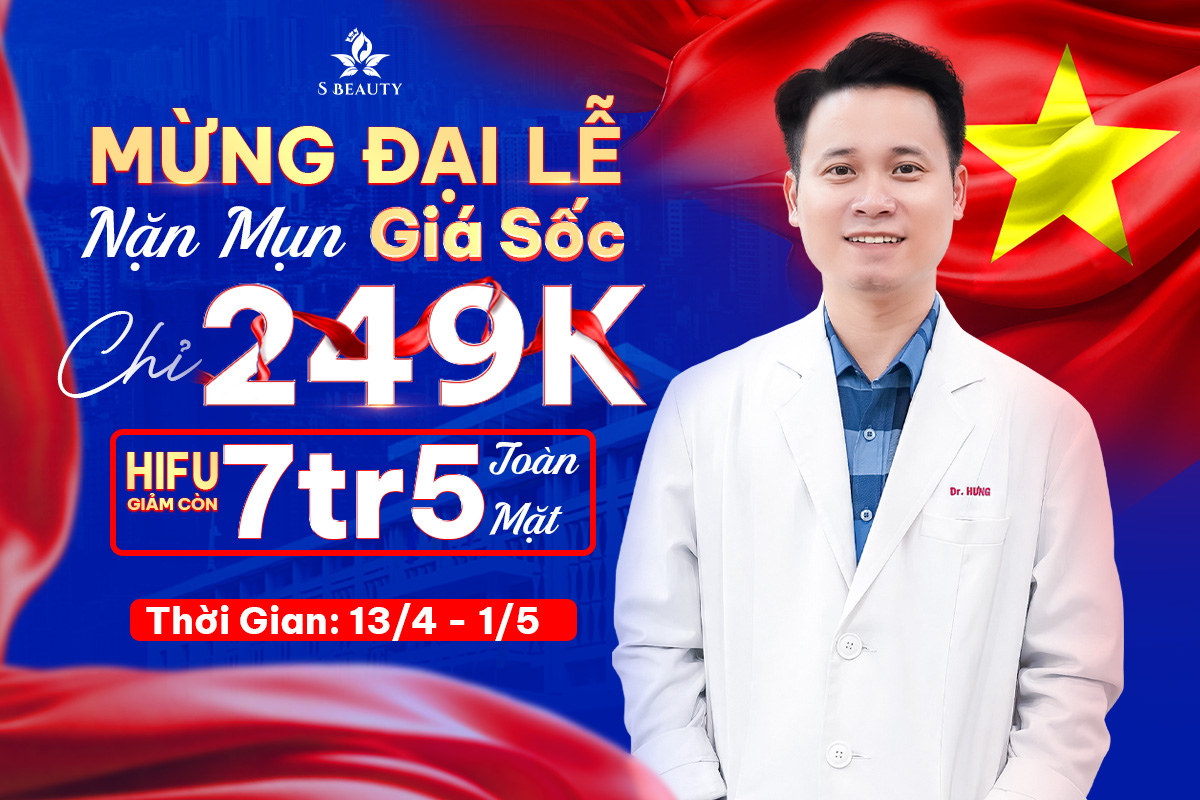 S BEAUTY
MỪNG ĐẠI LỄ
Nặn Mụn Giá Sốc
Chỉ 249K
HIFU
GIẢM CÒN
7tr5
Toàn
Mặt
Thời Gian: 13/4 - 1/5
Dr. HƯNG